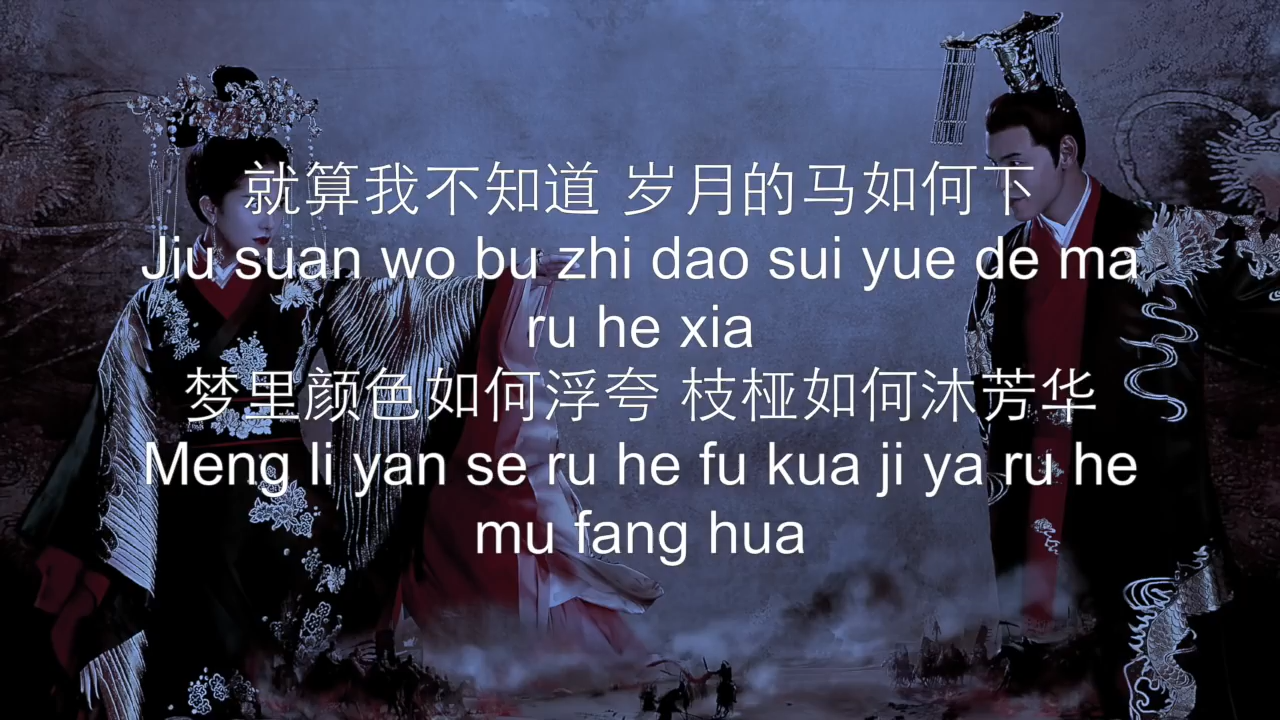 就算我不知道 岁月的马如何下
Jiu suan wo bu zhi dao sui yue de ma
ru he xia
梦里颜色如何浮夸 枝桠如何沐芳华
Meng li yan se ru he fu kua ji ya ru he
mu fang hua